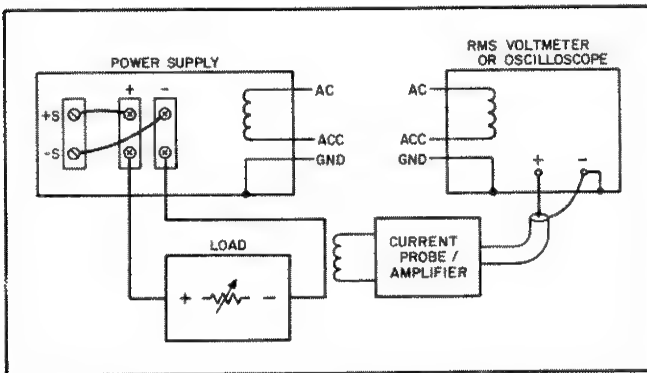 POWER SUPPLY
RMS VOLTMETER
OR OSCILLOSCOPE
+ -
+S
-S
AC
ACC
GND
AC
ACC
GND
+ -
LOAD
+ -
CURRENT
PROBE/
AMPLIFIER